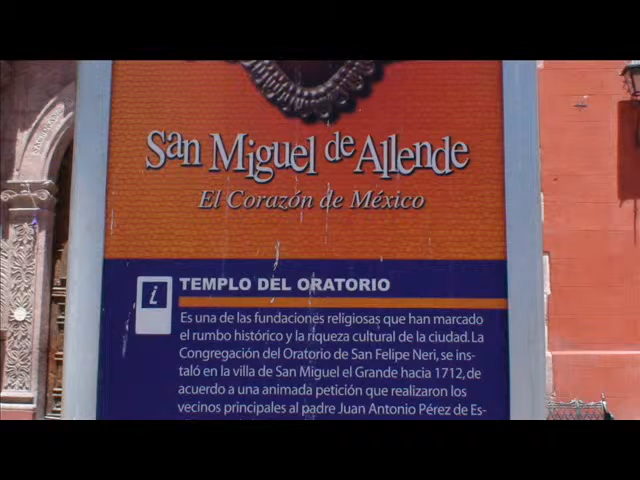 San Miguel de Allende
El Corazón de México
i
TEMPLO DEL ORATORIO
Es una de las fundaciones religiosas que han marcado
el rumbo histórico y la riqueza cultural de la ciudad. La
Congregación del Oratorio de San Felipe Neri, se ins-
taló en la villa de San Miguel el Grande hacia 1712, de
acuerdo a una animada petición que realizaron los
vecinos principales al padre Juan Antonio Pérez de Es-